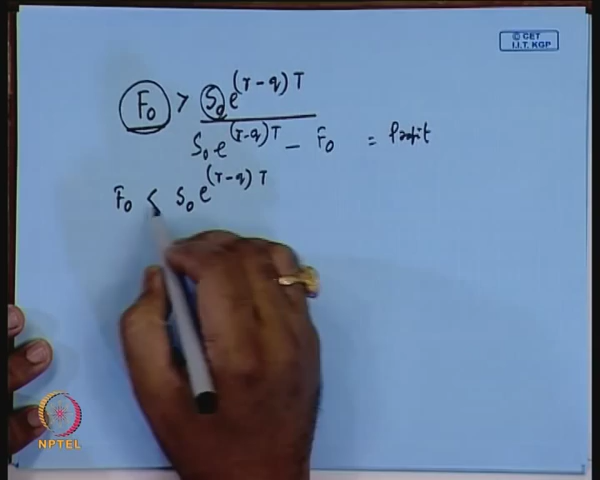 © CET
I.I.T. KGP
F₀ > S₀e^(r-q)T
S₀e^(r-q)T - F₀ = Profit
F₀ < S₀e^(r-q)T
NPTEL